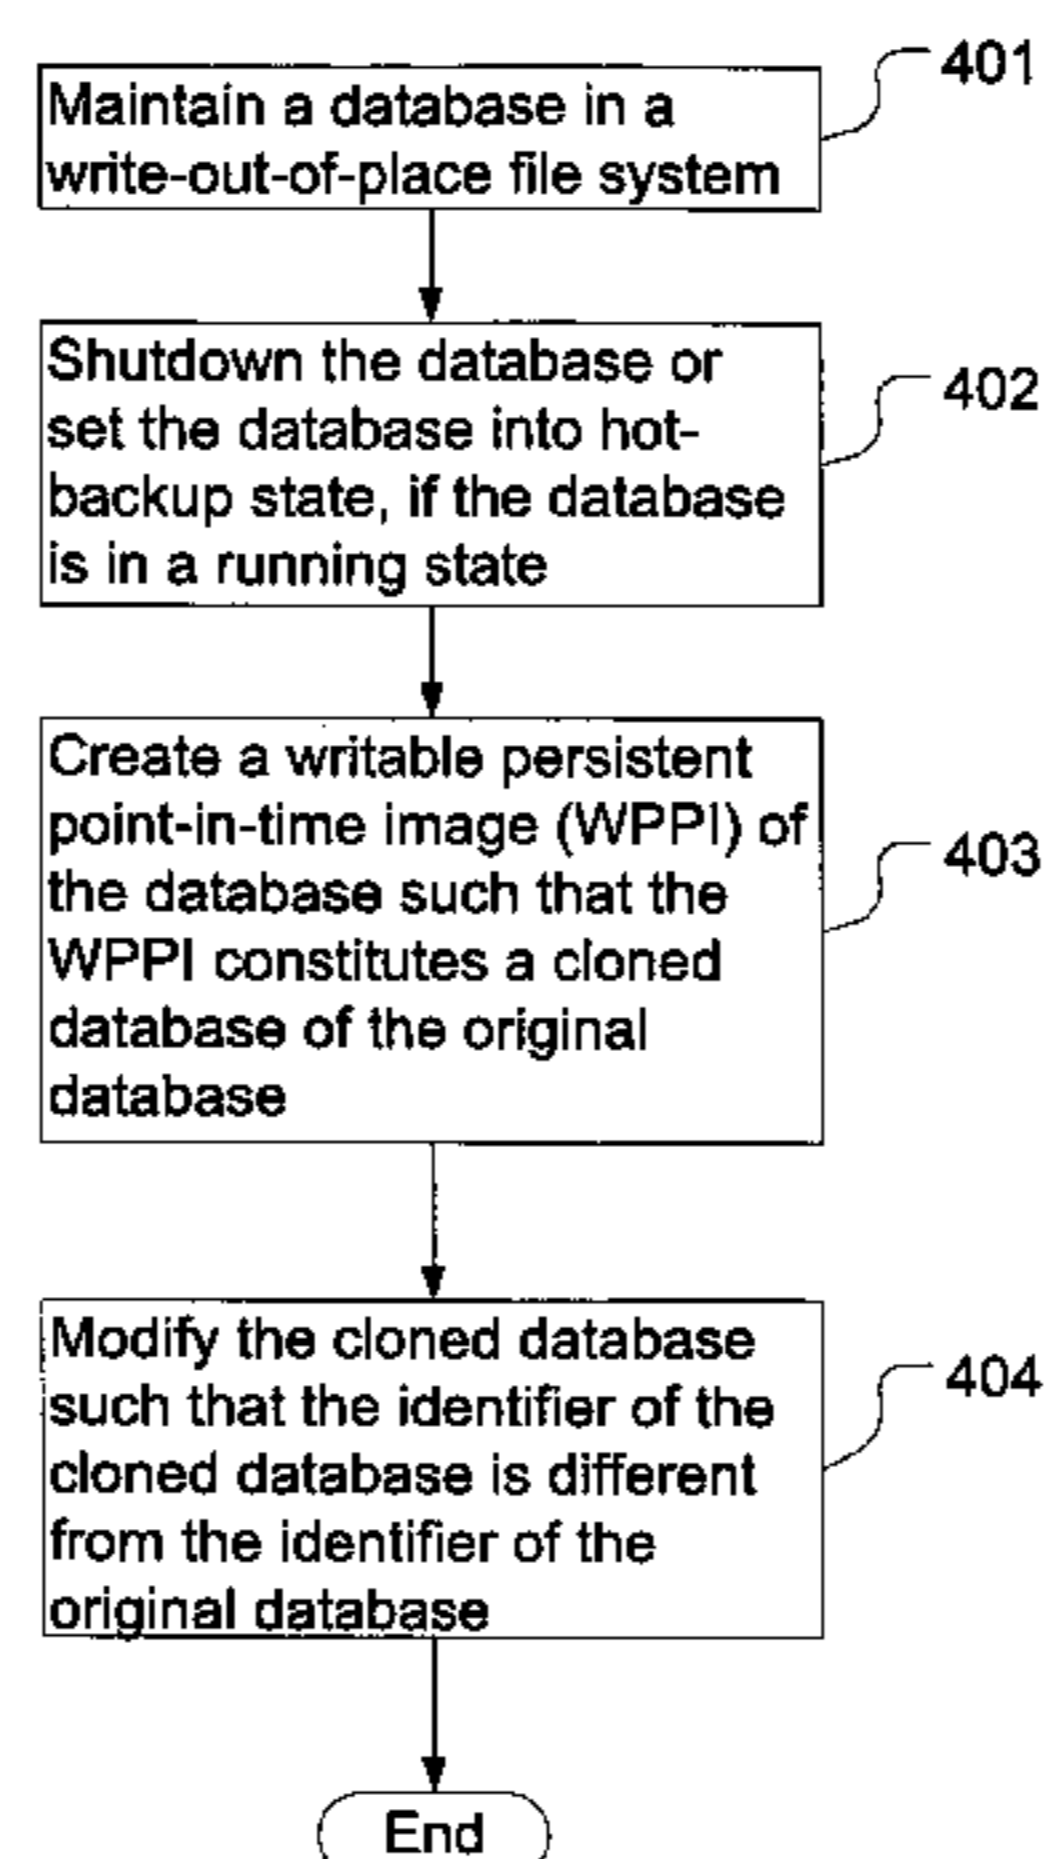 401
Maintain a database in a
write-out-of-place file system
402
Shutdown the database or
set the database into hot-
backup state, if the database
is in a running state
403
Create a writable persistent
point-in-time image (WPPI) of
the database such that the
WPPI constitutes a cloned
database of the original
database
404
Modify the cloned database
such that the identifier of the
cloned database is different
from the identifier of the
original database
End